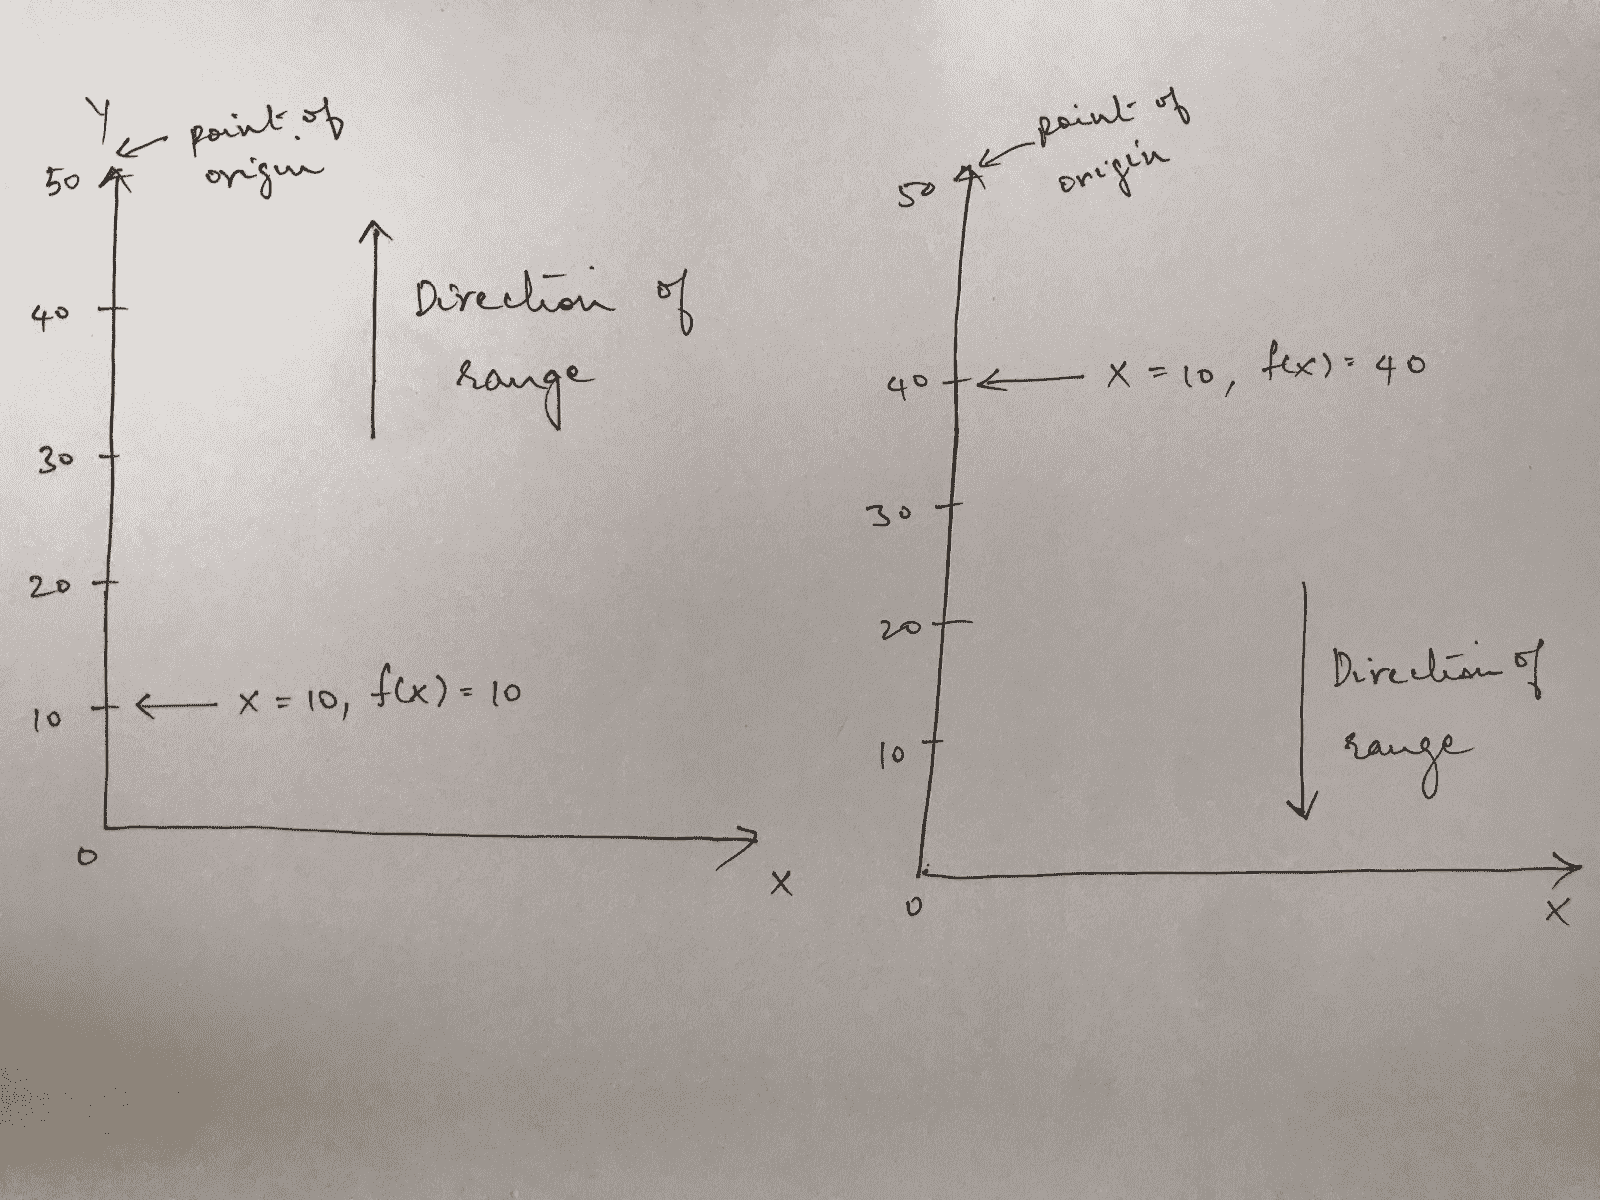 Y
point of
origin
50
Direction of
range
40
30
20
10
x = 10, f(x) = 10
0
X
point of
origin
50
40
x = 10, f(x) = 40
30
20
Direction of
range
10
0
X